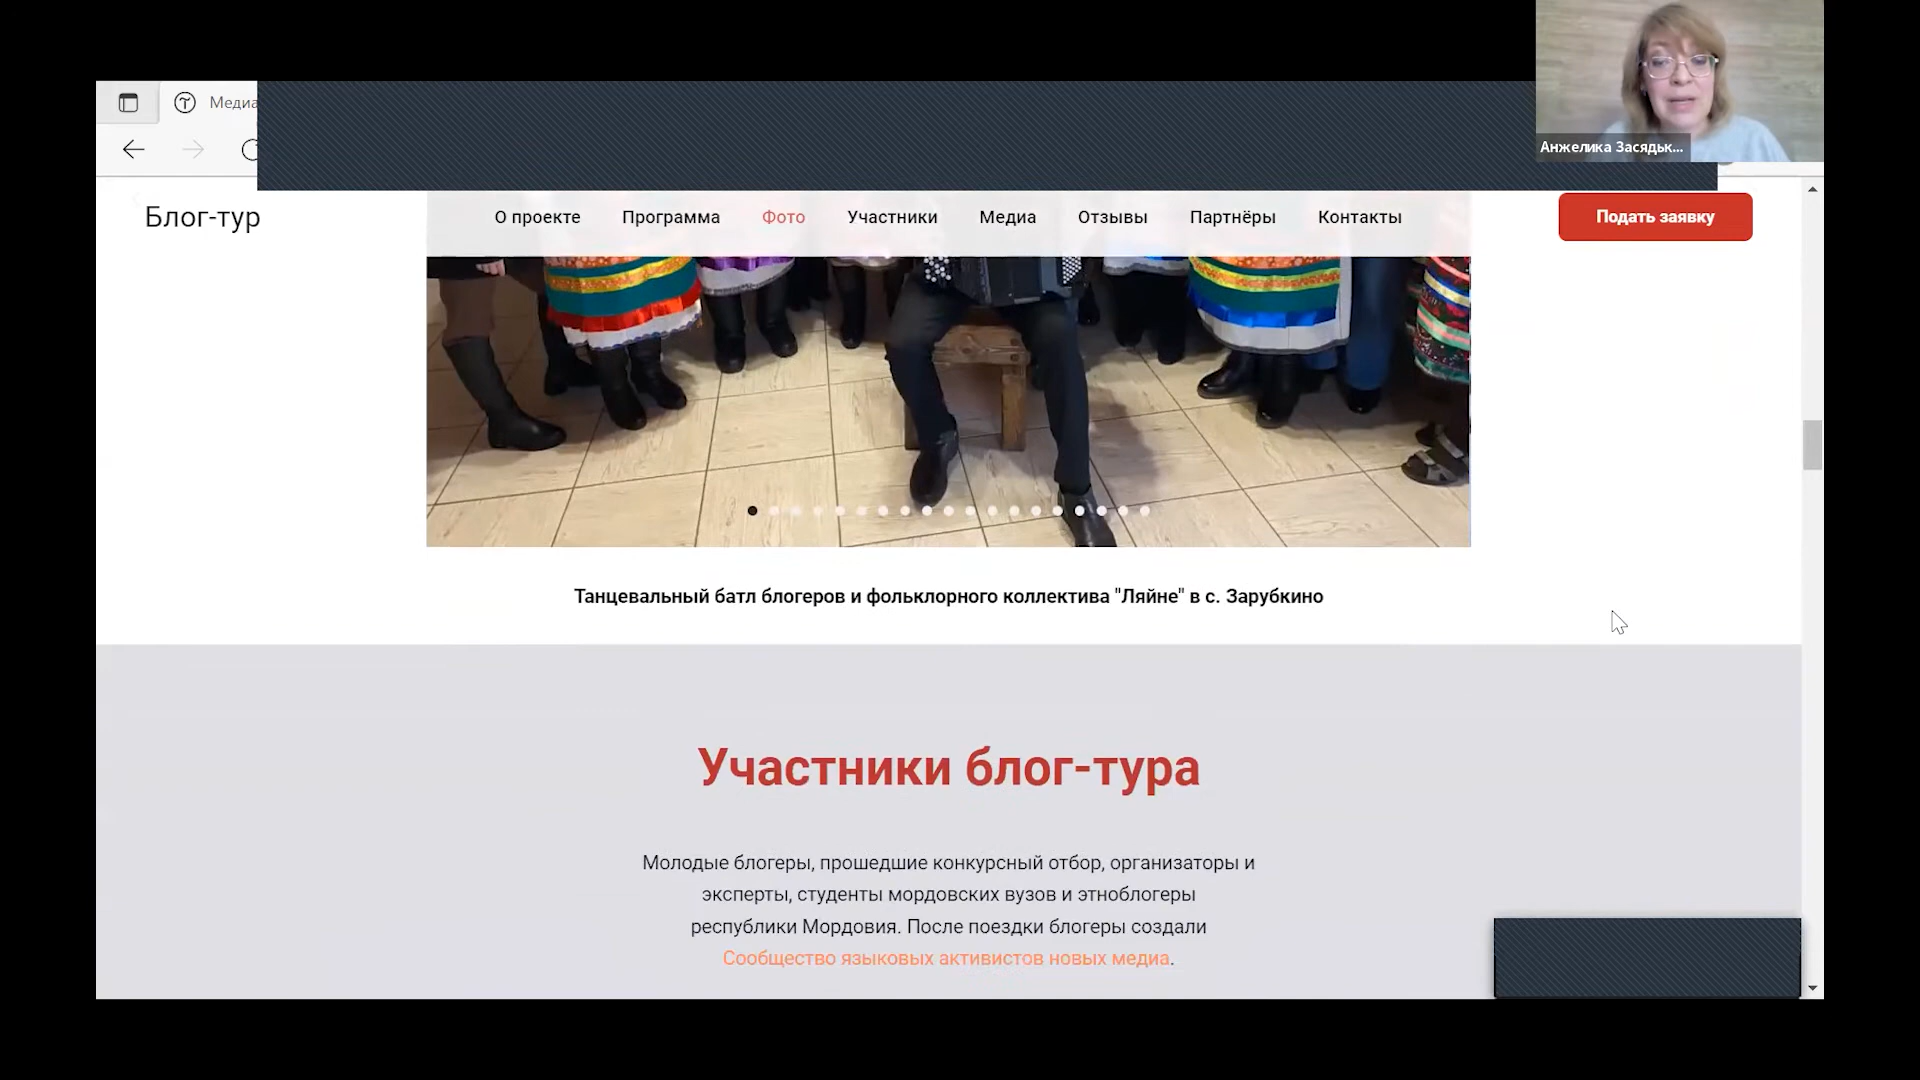 Анжелика Засядьк...
Медиа
Блог-тур
О проекте Программа Фото Участники Медиа Отзывы Партнёры Контакты
Подать заявку
Танцевальный батл блогеров и фольклорного коллектива "Ляйне" в с. Зарубкино
Участники блог-тура
Молодые блогеры, прошедшие конкурсный отбор, организаторы и
эксперты, студенты мордовских вузов и этноблогеры
республики Мордовия. После поездки блогеры создали
Сообщество языковых активистов новых медиа.